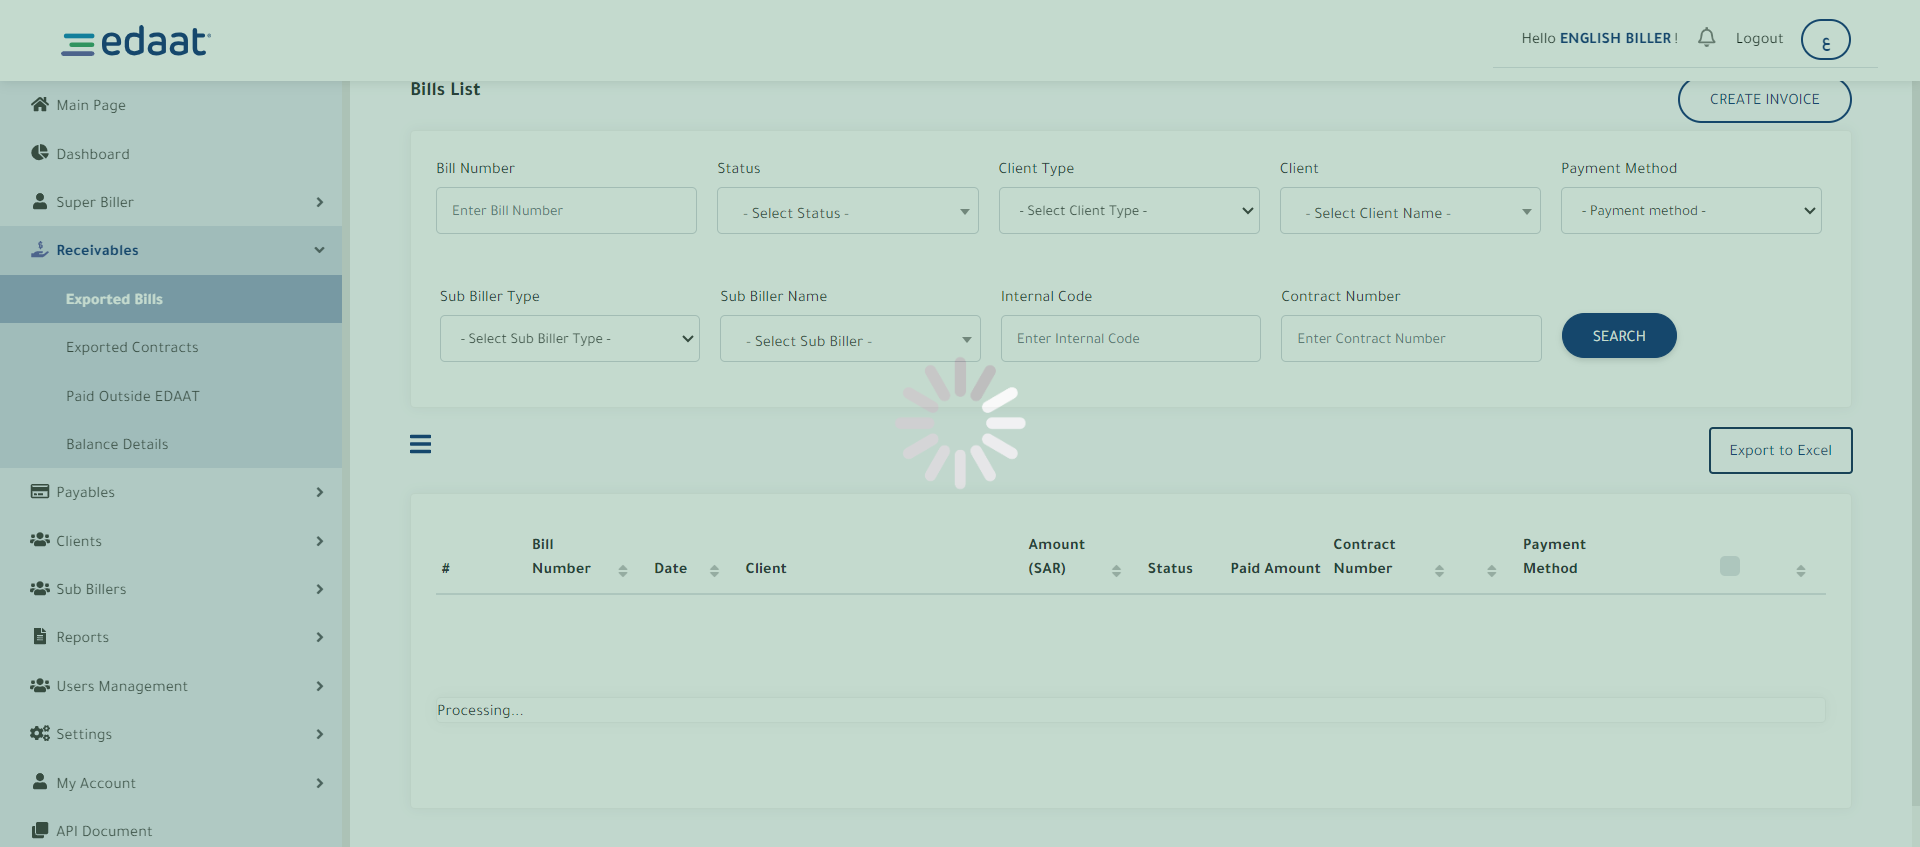 edaat
Hello ENGLISH BILLER !
Logout
ع
Main Page
Dashboard
Super Biller
Receivables
Exported Bills
Exported Contracts
Paid Outside EDAAT
Balance Details
Payables
Clients
Sub Billers
Reports
Users Management
Settings
My Account
API Document
Bills List
CREATE INVOICE
Bill Number
Status
Client Type
Client
Payment Method
Enter Bill Number
- Select Status -
- Select Client Type -
- Select Client Name -
- Payment method -
Sub Biller Type
Sub Biller Name
Internal Code
Contract Number
- Select Sub Biller Type -
- Select Sub Biller -
Enter Internal Code
Enter Contract Number
SEARCH
Export to Excel
#
Bill
Number
Date
Client
Amount
(SAR)
Status
Paid Amount
Contract
Number
Payment
Method
Processing...